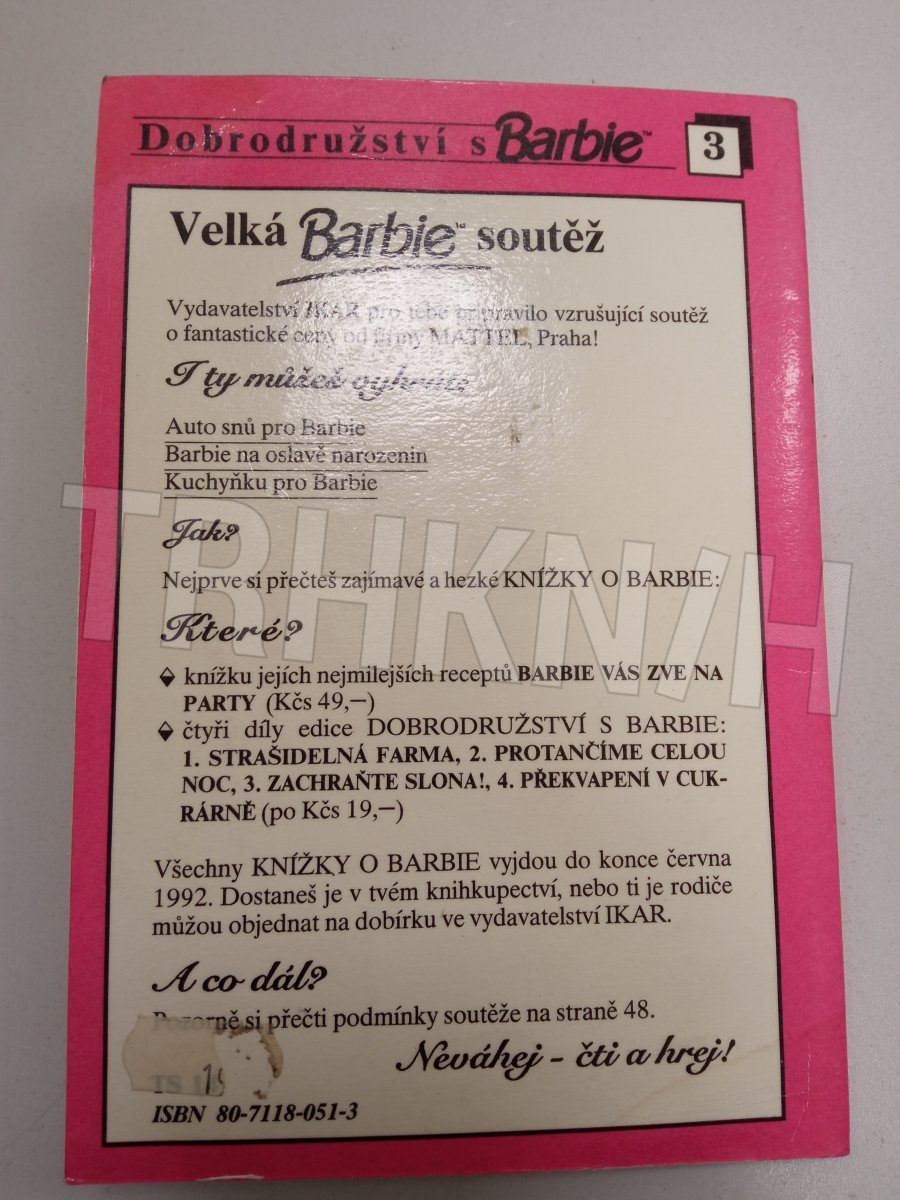 Dobrodružství s Barbie™ 3
Velká Barbie™ soutěž
Vydavatelství IKAR pro tebe připravilo vzrušující soutěž
o fantastické ceny od firmy MATTEL, Praha!
I ty můžeš vyhrát:
Auto snů pro Barbie
Barbie na oslavě narozenin
Kuchyňku pro Barbie
Jak?
Nejprve si přečteš zajímavé a hezké KNÍŽKY O BARBIE:
Které?
knížku jejích nejmilejších receptů BARBIE VÁS ZVE NA
PARTY (Kčs 49,—)
čtyři díly edice DOBRODRUŽSTVÍ S BARBIE:
1. STRAŠIDELNÁ FARMA, 2. PROTANČÍME CELOU
NOC, 3. ZACHRAŇTE SLONA!, 4. PŘEKVAPENÍ V CUK-
RÁRNĚ (po Kčs 19,—)
Všechny KNÍŽKY O BARBIE vyjdou do konce června
1992. Dostaneš je v tvém knihkupectví, nebo ti je rodiče
můžou objednat na dobírku ve vydavatelství IKAR.
A co dál?
Pozorně si přečti podmínky soutěže na straně 48.
Neváhej - čti a hrej!
TS
ISBN 80-7118-051-3
TRHKNIH